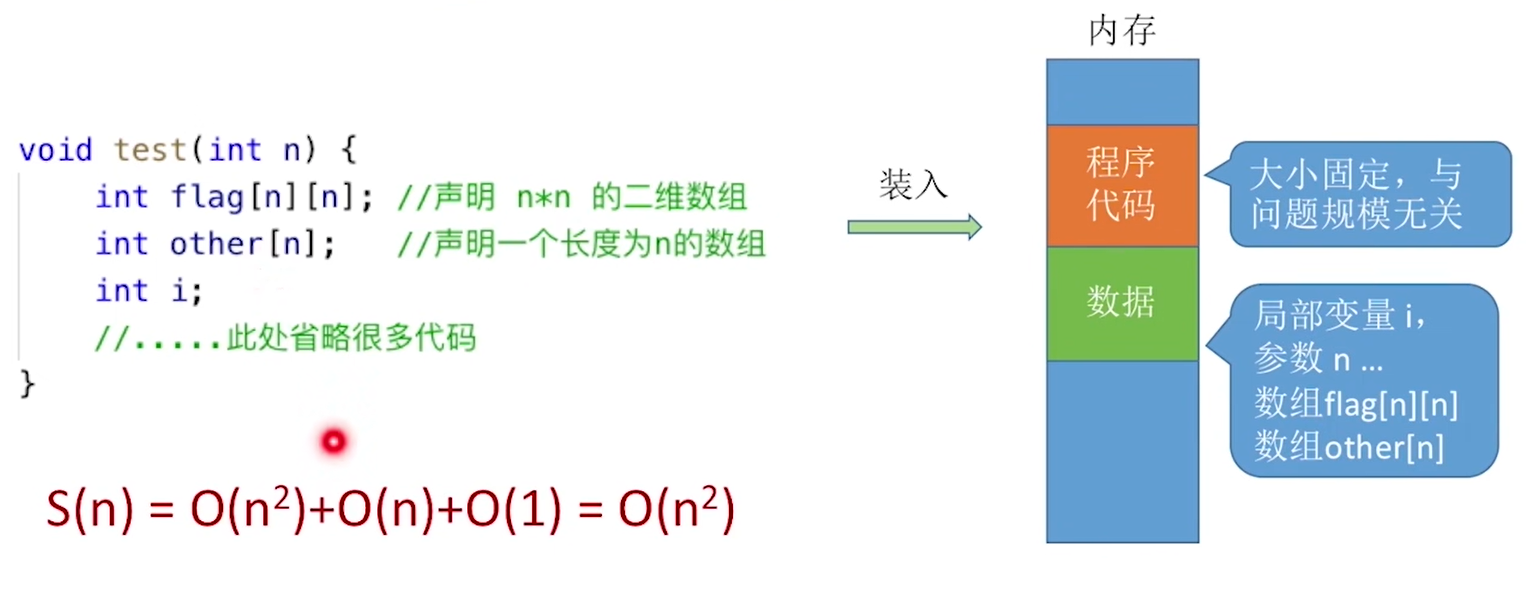 void test(int n) {
int flag[n][n]; //声明 n*n 的二维数组
int other[n]; //声明一个长度为n的数组
int i;
//.....此处省略很多代码
}
S(n) = O(n²)+O(n)+O(1) = O(n²)
装入
内存
程序
代码
数据
大小固定，与
问题规模无关
局部变量 i，
参数 n ...
数组flag[n][n]
数组other[n]